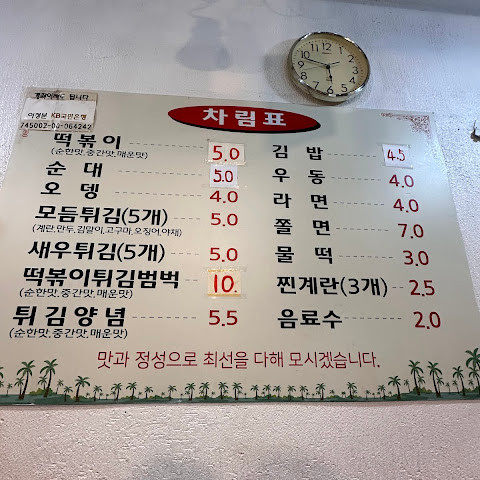 계좌이체도 됩니다
이정분 KB국민은행
745002-00-064242
차림표
떡볶이 5.0
(순한맛,중간맛,매운맛)
순대 5.0
오뎅 4.0
모듬튀김(5개) 5.0
(계란,만두,김말이,고구마,오징어,야채)
새우튀김(5개) 5.0
떡볶이튀김범벅 10.
(순한맛,중간맛,매운맛)
튀김양념 5.5
(순한맛,중간맛,매운맛)
김밥 4.5
우동 4.0
라면 4.0
쫄면 7.0
물떡 3.0
찐계란(3개) 2.5
음료수 2.0
맛과 정성으로 최선을 다해 모시겠습니다.